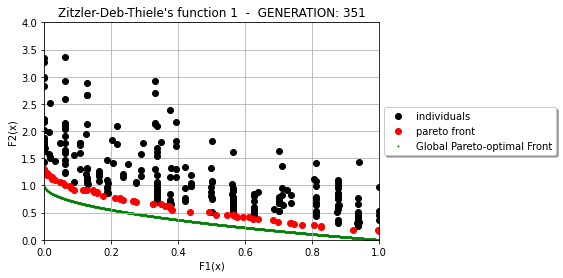 Zitzler-Deb-Thiele's function 1 - GENERATION: 351
4.0
3.5
3.0
2.5
2.0
1.5
1.0
0.5
0.0
F2(x)
0.0 0.2 0.4 0.6 0.8 1.0
F1(x)
individuals
pareto front
Global Pareto-optimal Front